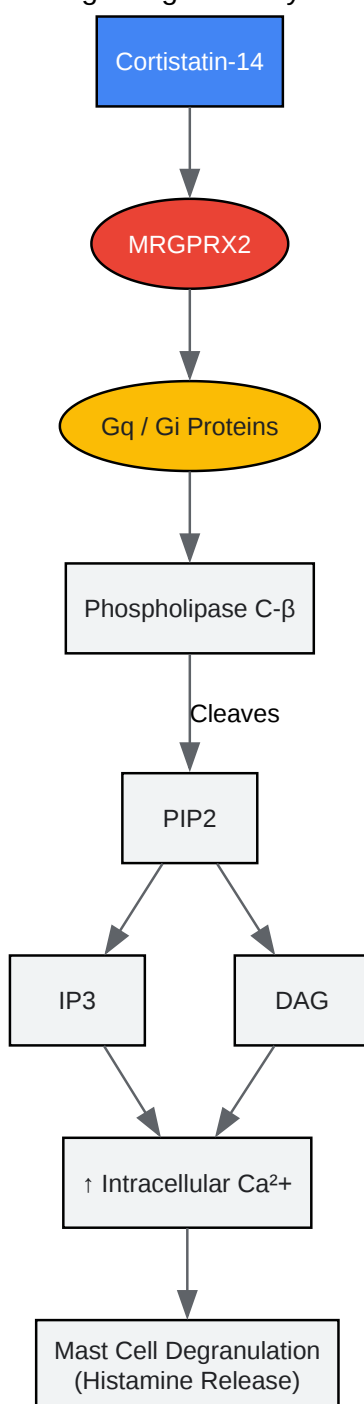 Cortistatin-14
MRGPRX2
Gq / Gi Proteins
Phospholipase C-β
Cleaves
PIP2
IP3
DAG
↑ Intracellular Ca²+
Mast Cell Degranulation
(Histamine Release)